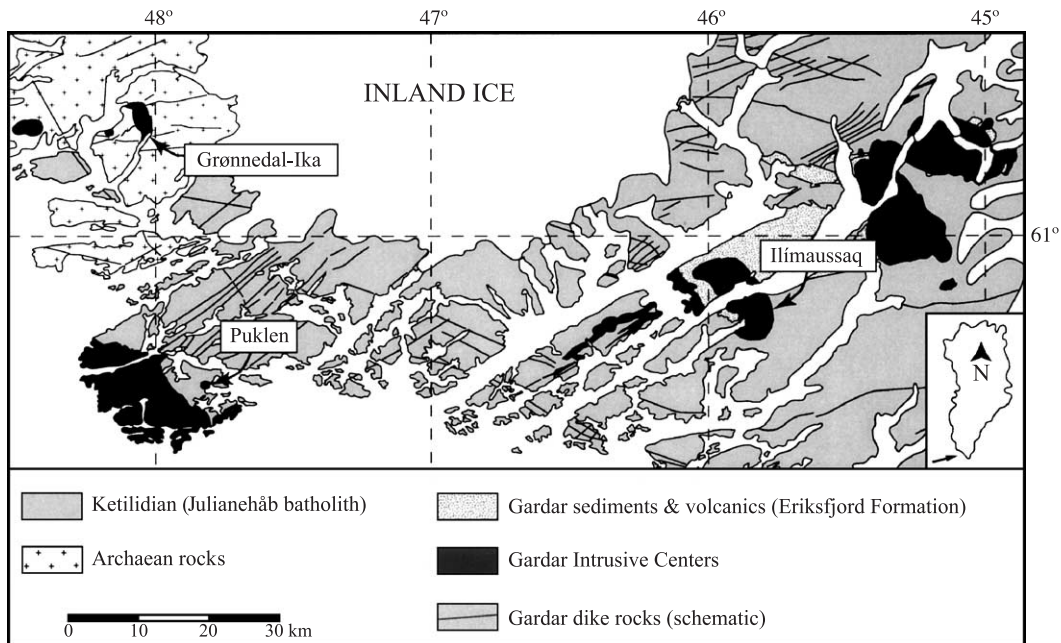 48º 47º 46º 45º
INLAND ICE
Grønnedal-Ika
61º
Ilímaussaq
Puklen
N
Ketilidian (Julianehåb batholith)
Gardar sediments & volcanics (Eriksfjord Formation)
Archaean rocks
Gardar Intrusive Centers
Gardar dike rocks (schematic)
0 10 20 30 km